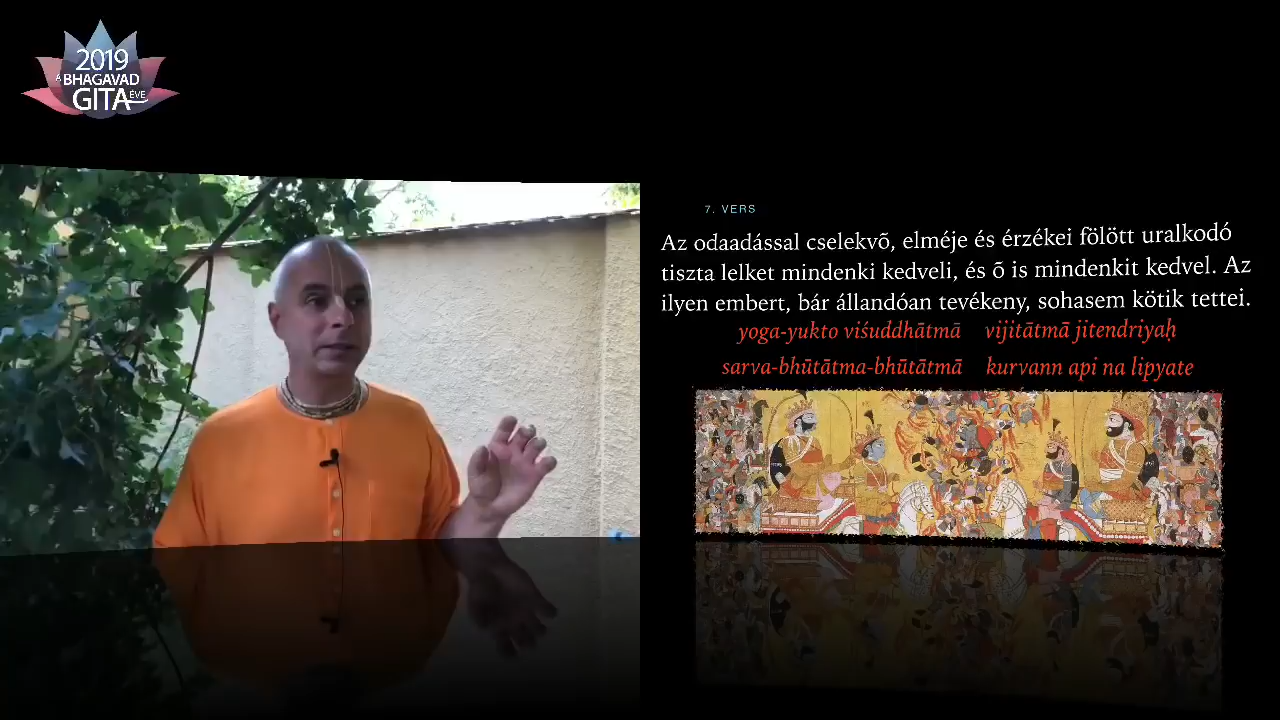 2019
A BHAGAVAD
GITA ÉVE
7. VERS
Az odaadással cselekvõ, elméje és érzékei fölött uralkodó
tiszta lelket mindenki kedveli, és õ is mindenkit kedvel. Az
ilyen embert, bár állandóan tevékeny, sohasem kötik tettei.
yoga-yukto viśuddhātmā vijitātmā jitendriyaḥ
sarva-bhūtātma-bhūtātmā kurvann api na lipyate